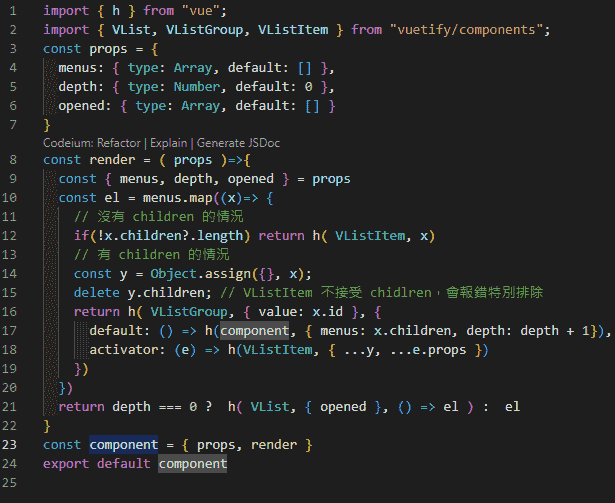 1 import { h } from "vue";
2 import { VList, VListGroup, VListItem } from "vuetify/components";
3 const props = {
4 menus: { type: Array, default: [] },
5 depth: { type: Number, default: 0 },
6 opened: { type: Array, default: [] }
7 }
Codeium: Refactor | Explain | Generate JSDoc
8 const render = ( props )=>{
9 const { menus, depth, opened } = props
10 const el = menus.map((x)=> {
11 // 沒有 children 的情況
12 if(!x.children?.length) return h( VListItem, x)
13 // 有 children 的情況
14 const y = Object.assign({}, x);
15 delete y.children; // VListItem 不接受 chidlren，會報錯特別排除
16 return h( VListGroup, { value: x.id }, {
17 default: () => h(component, { menus: x.children, depth: depth + 1}),
18 activator: (e) => h(VListItem, { ...y, ...e.props })
19 })
20 })
21 return depth === 0 ? h( VList, { opened }, () => el ) : el
22 }
23 const component = { props, render }
24 export default component
25